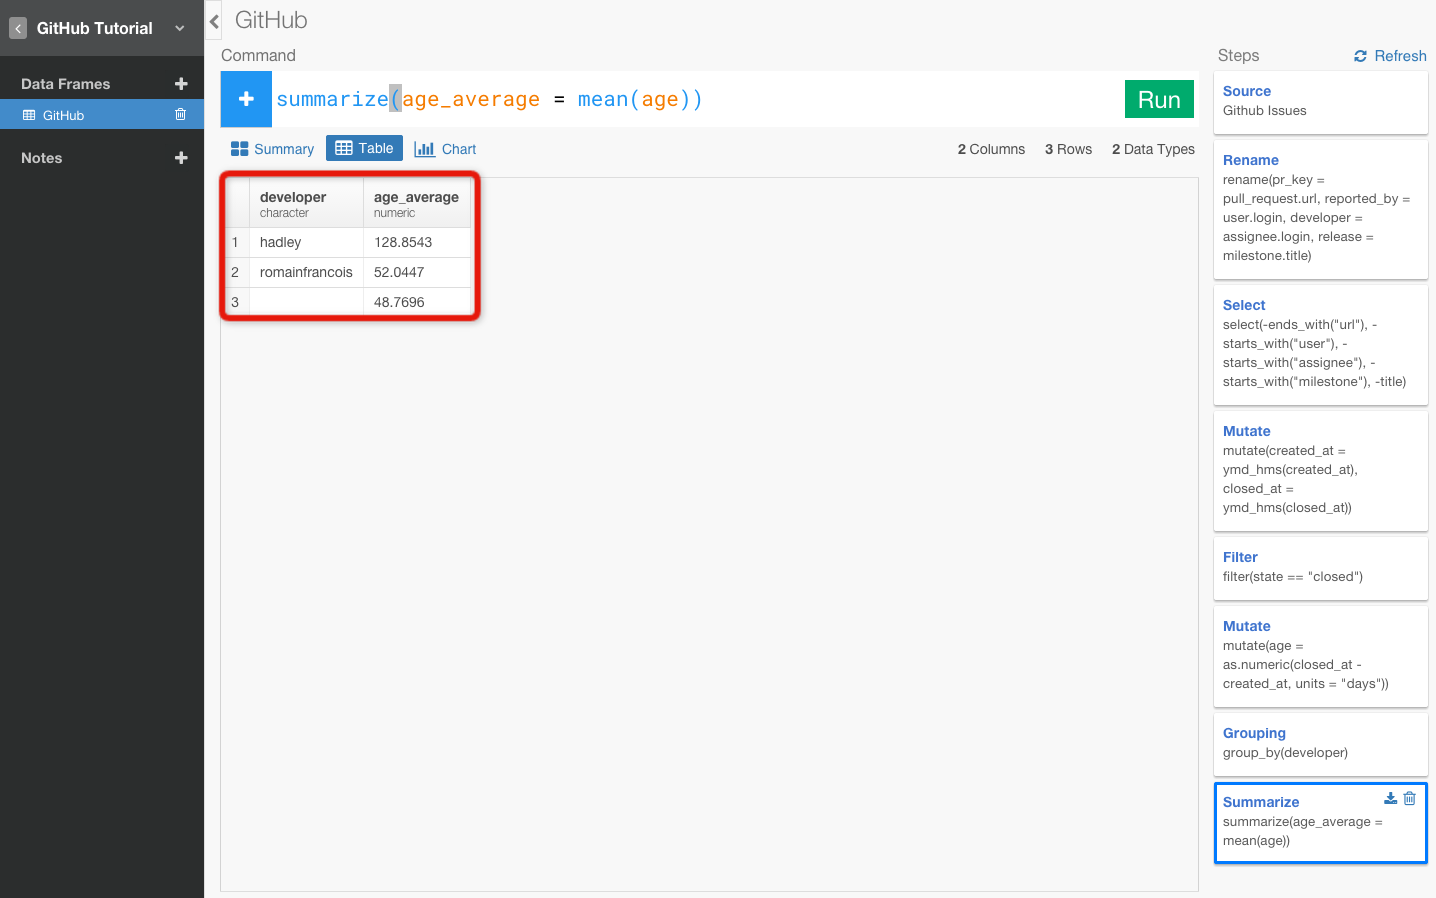 GitHub Tutorial
Data Frames
GitHub
Notes
GitHub
Command
summarize(age_average = mean(age))
Run
Summary
Table
Chart
2 Columns 3 Rows 2 Data Types
developer age_average
character numeric
1 hadley 128.8543
2 romainfrancois 52.0447
3 48.7696
Steps
Refresh
Source
Github Issues
Rename
rename(pr_key =
pull_request.url, reported_by =
user.login, developer =
assignee.login, release =
milestone.title)
Select
select(-ends_with("url"), -
starts_with("user"), -
starts_with("assignee"), -
starts_with("milestone"), -title)
Mutate
mutate(created_at =
ymd_hms(created_at),
closed_at =
ymd_hms(closed_at))
Filter
filter(state == "closed")
Mutate
mutate(age =
as.numeric(closed_at -
created_at, units = "days"))
Grouping
group_by(developer)
Summarize
summarize(age_average =
mean(age))